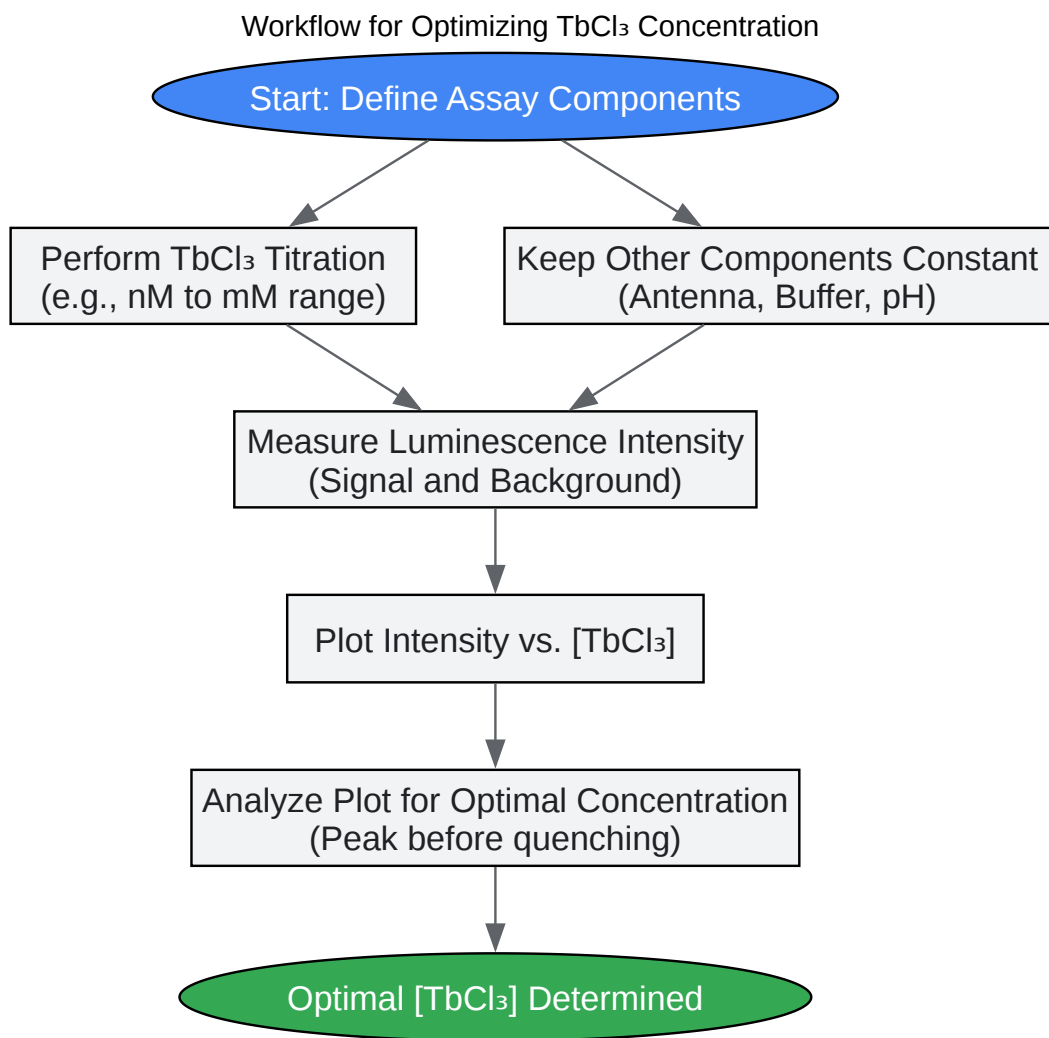 Workflow for Optimizing TbCl₃ Concentration
Start: Define Assay Components
Perform TbCl₃ Titration
(e.g., nM to mM range)
Keep Other Components Constant
(Antenna, Buffer, pH)
Measure Luminescence Intensity
(Signal and Background)
Plot Intensity vs. [TbCl₃]
Analyze Plot for Optimal Concentration
(Peak before quenching)
Optimal [TbCl₃] Determined